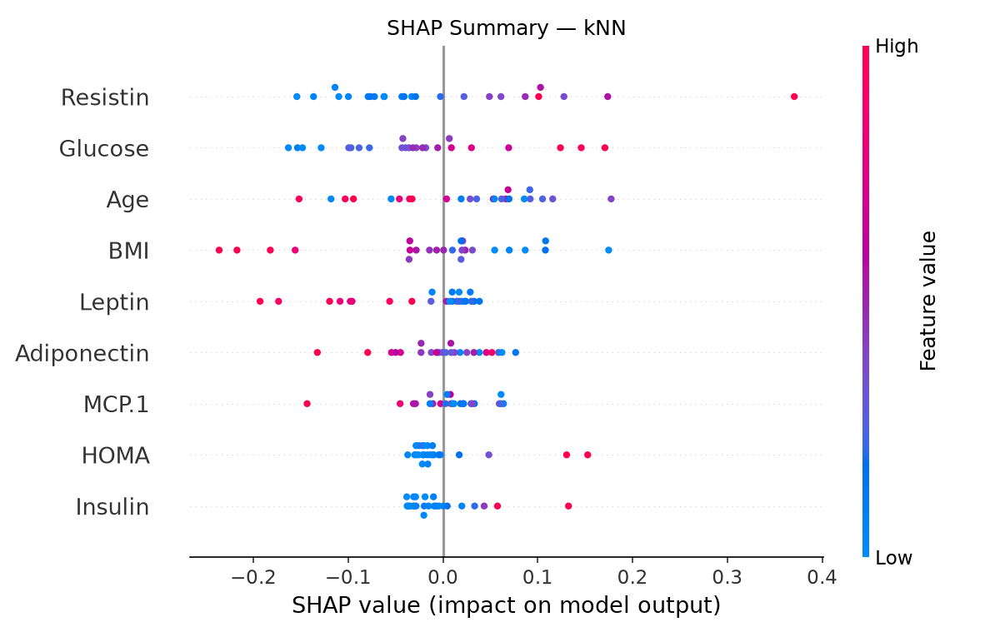 SHAP Summary — kNN
High
Resistin
Glucose
Age
BMI
Leptin
Adiponectin
MCP.1
HOMA
Insulin
Feature value
Low
−0.2 −0.1 0.0 0.1 0.2 0.3 0.4
SHAP value (impact on model output)